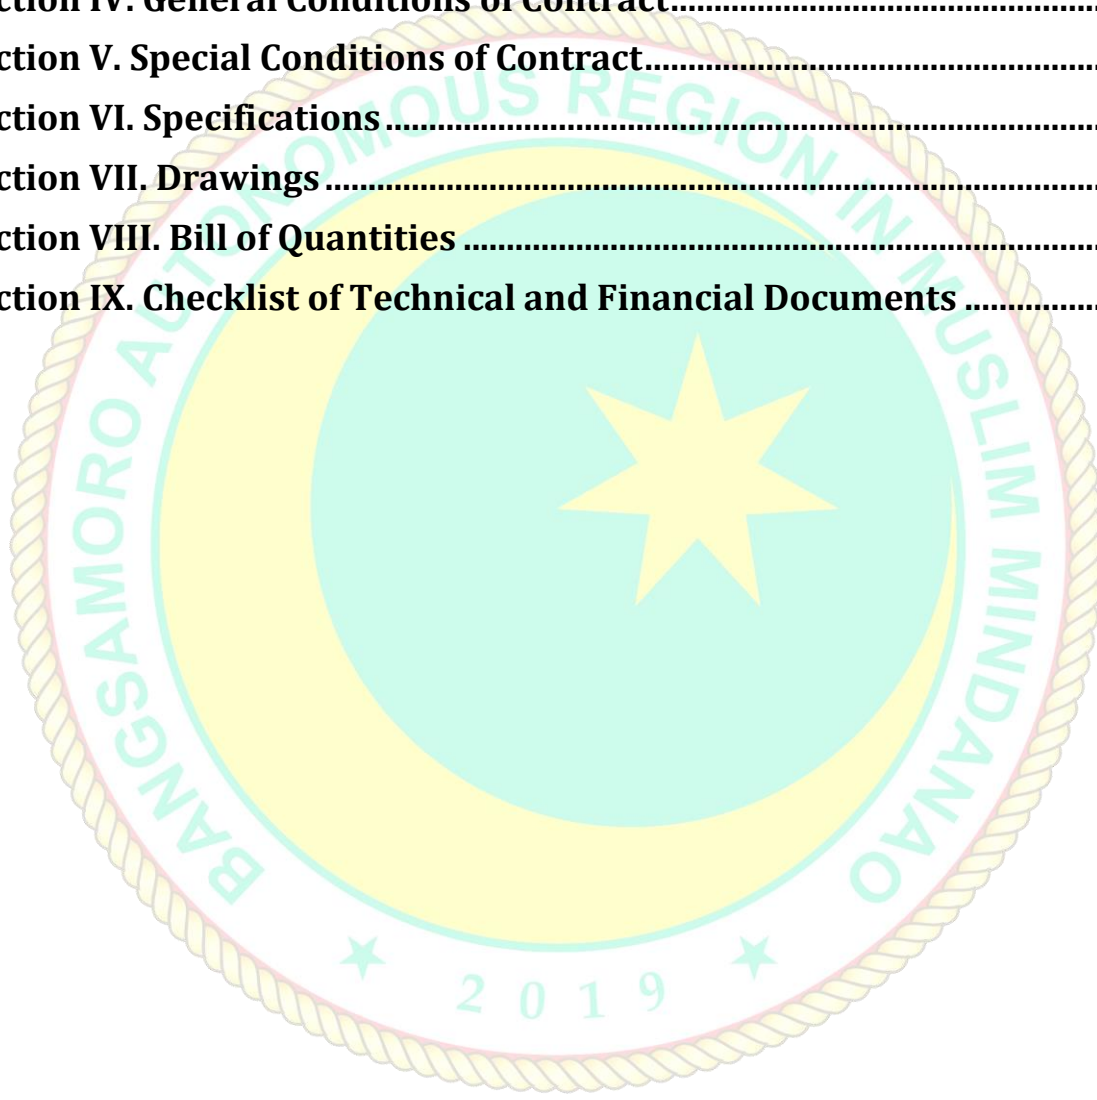 ction IV. General Conditions of Contract..............................................
ction V. Special Conditions of Contract................................................
ction VI. Specifications..........................................................................
ction VII. Drawings................................................................................
ction VIII. Bill of Quantities.................................................................
ction IX. Checklist of Technical and Financial Documents...............
BANGSAMORO AUTONOMOUS REGION IN MUSLIM MINDANAO
2019